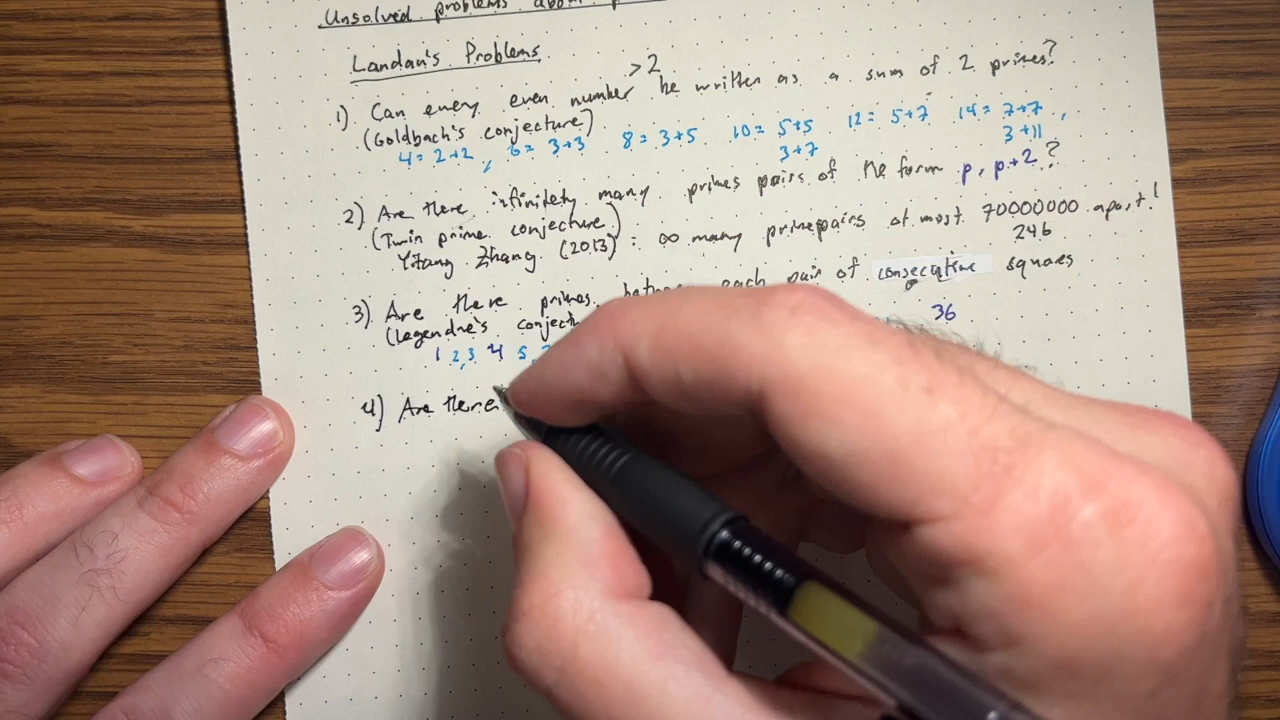 Unsolved problems about
Landau's Problems
1) Can every even number >2 be written as a sum of 2 primes?
(Goldbach's conjecture)
4=2+2, 6=3+3 8=3+5 10=5+5 12=5+7 14=7+7,
3+7 3+11
2) Are there infinitely many primes pairs of the form p, p+2?
(Twin prime conjecture)
Yitang Zhang (2013): ∞ many prime pairs at most 70000000 apart!
246
3) Are there primes between each pair of consecutive squares
(Legendre's conject
1 2,3 4 5, 36
4) Are there